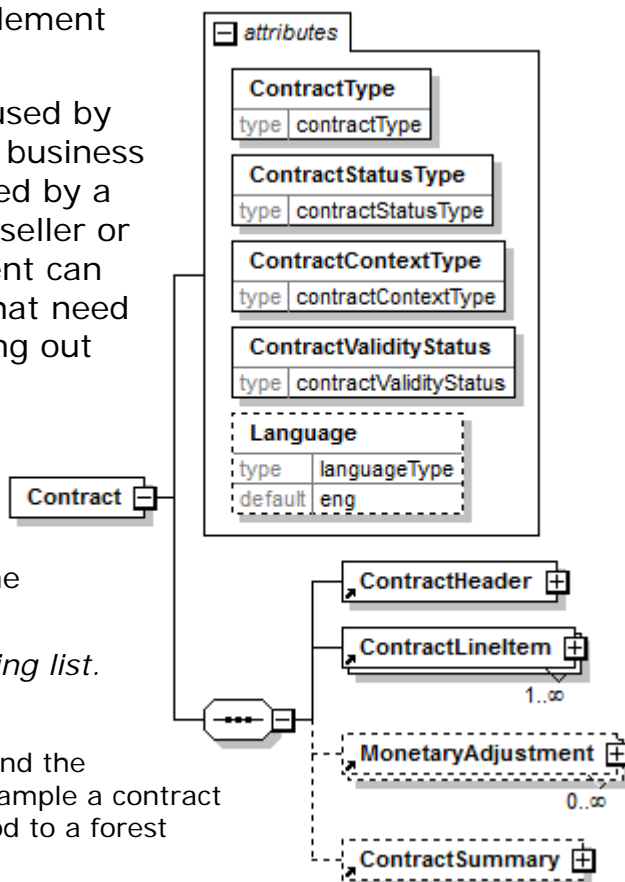 lement
used by
business
ed by a
seller or
ent can
hat need
ng out
ne
ing list.
nd the
ample a contract
od to a forest
attributes
ContractType
type contractType
ContractStatusType
type contractStatusType
ContractContextType
type contractContextType
ContractValidityStatus
type contractValidityStatus
Language
type languageType
default eng
Contract
ContractHeader
ContractLineItem
1..∞
MonetaryAdjustment
0..∞
ContractSummary